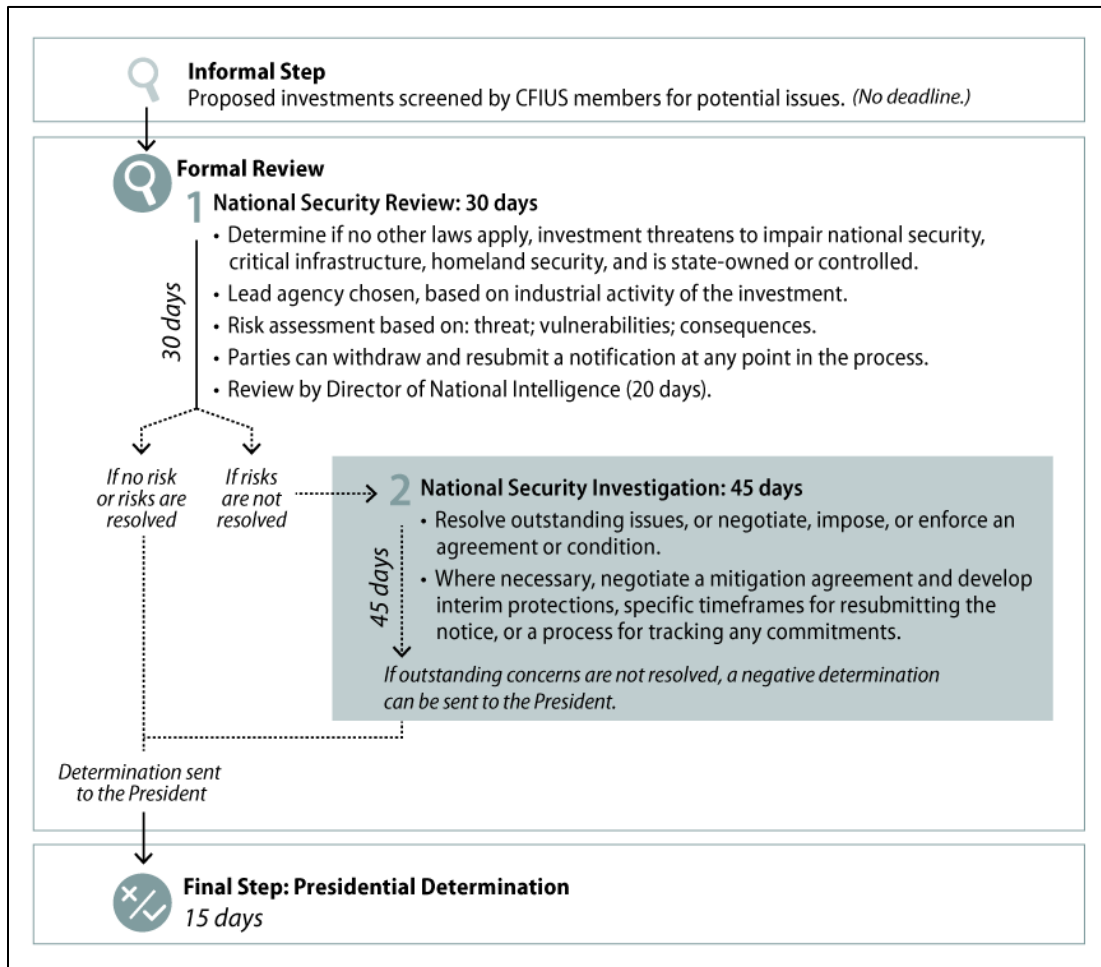 Informal Step
Proposed investments screened by CFIUS members for potential issues. (No deadline.)
Formal Review
1 National Security Review: 30 days
• Determine if no other laws apply, investment threatens to impair national security,
critical infrastructure, homeland security, and is state-owned or controlled.
• Lead agency chosen, based on industrial activity of the investment.
• Risk assessment based on: threat; vulnerabilities; consequences.
• Parties can withdraw and resubmit a notification at any point in the process.
• Review by Director of National Intelligence (20 days).
30 days
If no risk
or risks are
resolved
If risks
are not
resolved
2 National Security Investigation: 45 days
• Resolve outstanding issues, or negotiate, impose, or enforce an
agreement or condition.
• Where necessary, negotiate a mitigation agreement and develop
interim protections, specific timeframes for resubmitting the
notice, or a process for tracking any commitments.
45 days
If outstanding concerns are not resolved, a negative determination
can be sent to the President.
Determination sent
to the President
Final Step: Presidential Determination
15 days